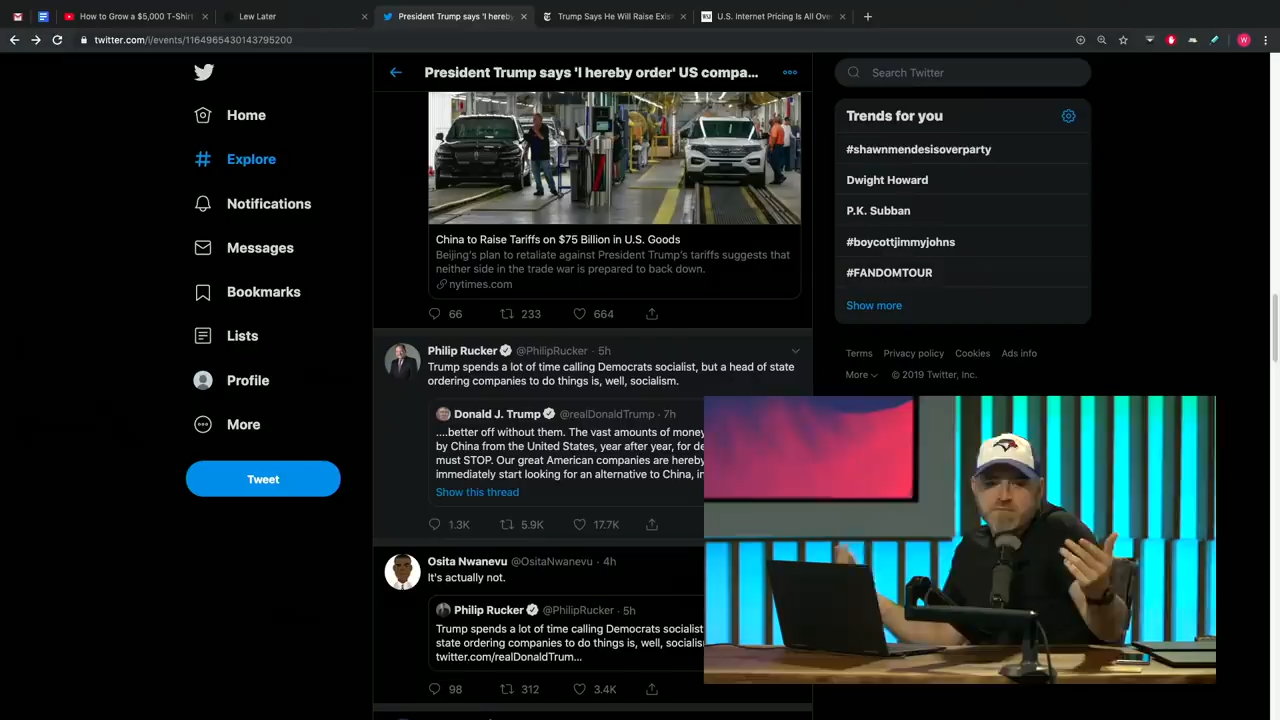 How to Grow a $5,000 T-Shirt
Lew Later
President Trump says 'I hereby
Trump Says He Will Raise Exis
U.S. Internet Pricing Is All Ove
twitter.com/i/events/1164965430143795200
W
President Trump says 'I hereby order' US compa...
Search Twitter
Home
Explore
Notifications
Messages
Bookmarks
Lists
Profile
More
Tweet
China to Raise Tariffs on $75 Billion in U.S. Goods
Beijing's plan to retaliate against President Trump's tariffs suggests that
neither side in the trade war is prepared to back down.
nytimes.com
66 233 664
Philip Rucker @PhilipRucker · 5h
Trump spends a lot of time calling Democrats socialist, but a head of state
ordering companies to do things is, well, socialism.
Donald J. Trump @realDonaldTrump · 7h
....better off without them. The vast amounts of money
by China from the United States, year after year, for de
must STOP. Our great American companies are hereby
immediately start looking for an alternative to China, in
Show this thread
1.3K 5.9K 17.7K
Osita Nwanevu @OsitaNwanevu · 4h
It's actually not.
Philip Rucker @PhilipRucker · 5h
Trump spends a lot of time calling Democrats socialist
state ordering companies to do things is, well, socialis
twitter.com/realDonaldTrum...
98 312 3.4K
Trends for you
#shawnmendesisoverparty
Dwight Howard
P.K. Subban
#boycottjimmyjohns
#FANDOMTOUR
Show more
Terms Privacy policy Cookies Ads info
More © 2019 Twitter, Inc.